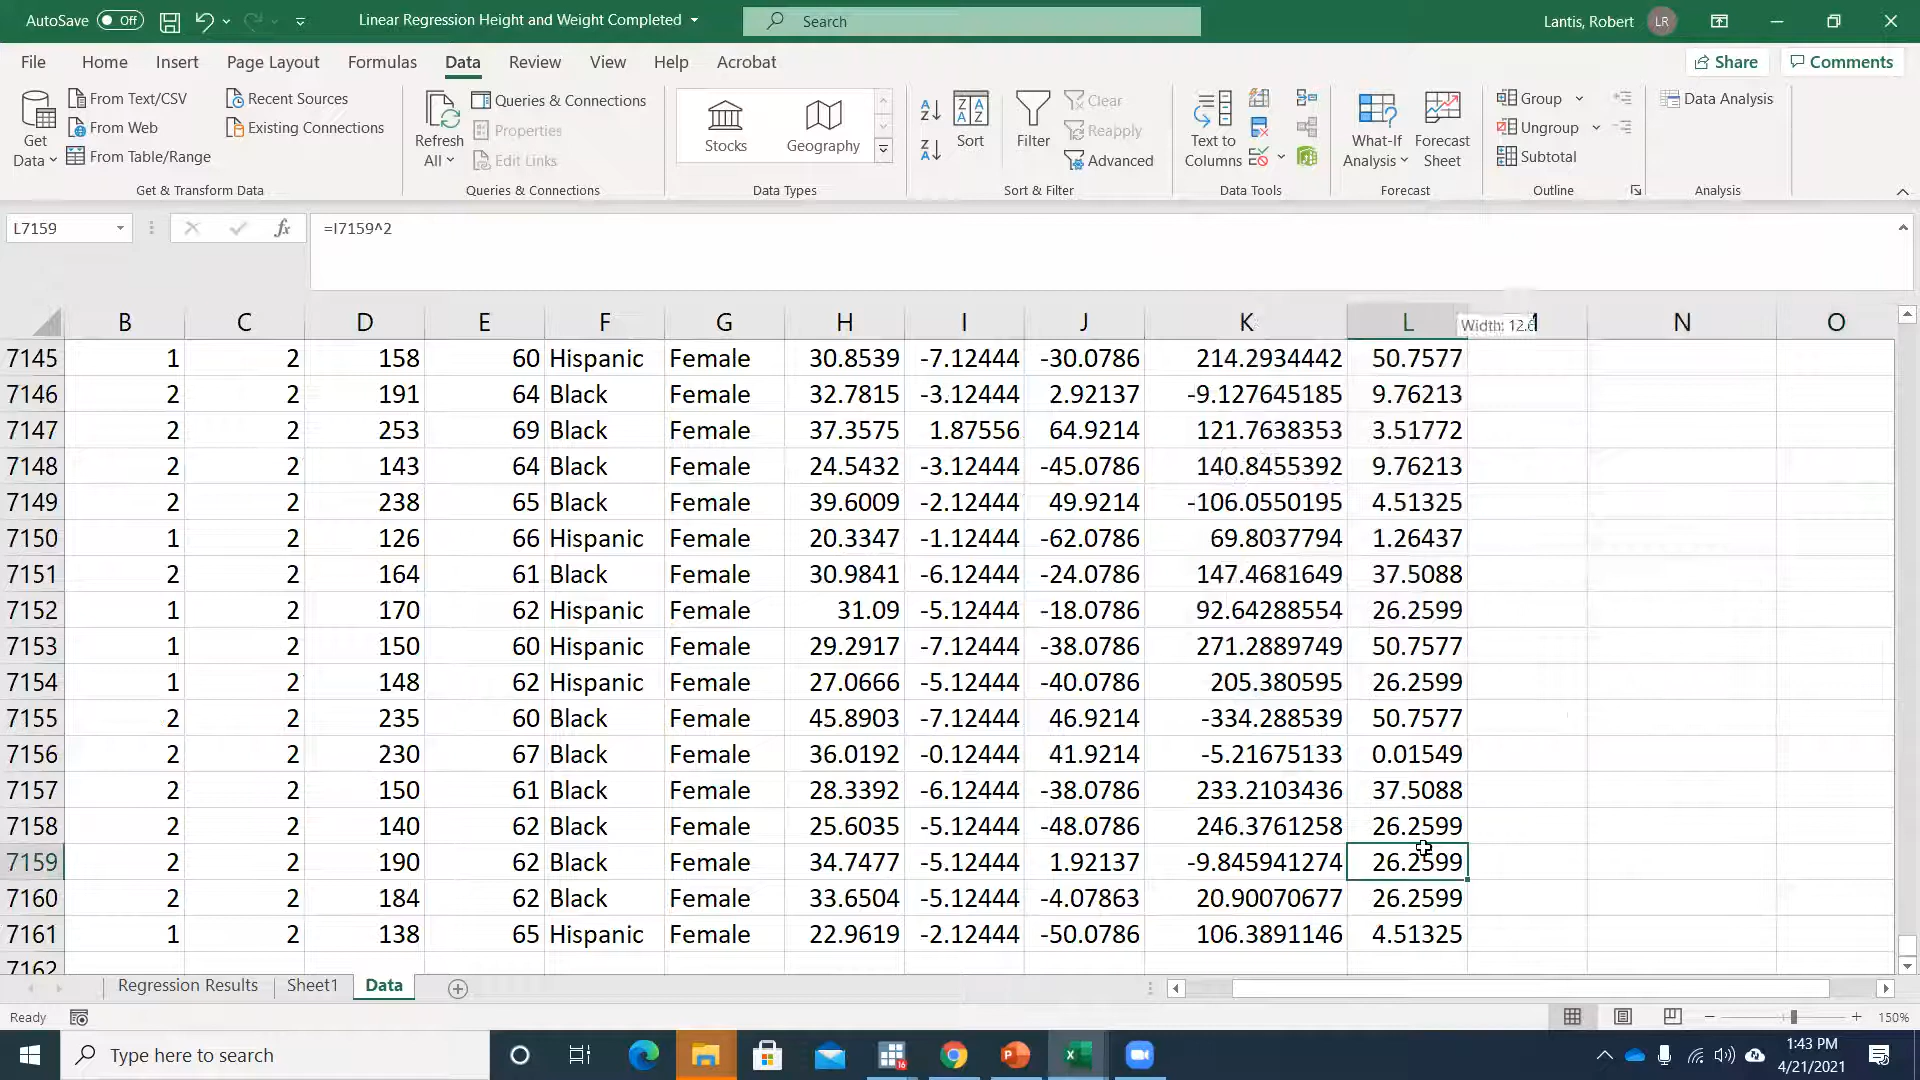 AutoSave Off Linear Regression Height and Weight Completed Search Lantis, Robert LR
File Home Insert Page Layout Formulas Data Review View Help Acrobat Share Comments
From Text/CSV Recent Sources Queries & Connections Clear Group Data Analysis
From Web Existing Connections Properties Reapply Ungroup
Get Data From Table/Range Refresh All Edit Links Stocks Geography Sort Filter Advanced Text to Columns What-If Analysis Forecast Sheet Subtotal
Get & Transform Data Queries & Connections Data Types Sort & Filter Data Tools Forecast Outline Analysis
L7159 fx =I7159^2
B C D E F G H I J K L Width: 12. N O
7145 1 2 158 60 Hispanic Female 30.8539 -7.12444 -30.0786 214.2934442 50.7577
7146 2 2 191 64 Black Female 32.7815 -3.12444 2.92137 -9.127645185 9.76213
7147 2 2 253 69 Black Female 37.3575 1.87556 64.9214 121.7638353 3.51772
7148 2 2 143 64 Black Female 24.5432 -3.12444 -45.0786 140.8455392 9.76213
7149 2 2 238 65 Black Female 39.6009 -2.12444 49.9214 -106.0550195 4.51325
7150 1 2 126 66 Hispanic Female 20.3347 -1.12444 -62.0786 69.8037794 1.26437
7151 2 2 164 61 Black Female 30.9841 -6.12444 -24.0786 147.4681649 37.5088
7152 1 2 170 62 Hispanic Female 31.09 -5.12444 -18.0786 92.64288554 26.2599
7153 1 2 150 60 Hispanic Female 29.2917 -7.12444 -38.0786 271.2889749 50.7577
7154 1 2 148 62 Hispanic Female 27.0666 -5.12444 -40.0786 205.380595 26.2599
7155 2 2 235 60 Black Female 45.8903 -7.12444 46.9214 -334.288539 50.7577
7156 2 2 230 67 Black Female 36.0192 -0.12444 41.9214 -5.21675133 0.01549
7157 2 2 150 61 Black Female 28.3392 -6.12444 -38.0786 233.2103436 37.5088
7158 2 2 140 62 Black Female 25.6035 -5.12444 -48.0786 246.3761258 26.2599
7159 2 2 190 62 Black Female 34.7477 -5.12444 1.92137 -9.845941274 26.2599
7160 2 2 184 62 Black Female 33.6504 -5.12444 -4.07863 20.90070677 26.2599
7161 1 2 138 65 Hispanic Female 22.9619 -2.12444 -50.0786 106.3891146 4.51325
7162
Regression Results Sheet1 Data
Ready 150%
Type here to search 1:43 PM
4/21/2021